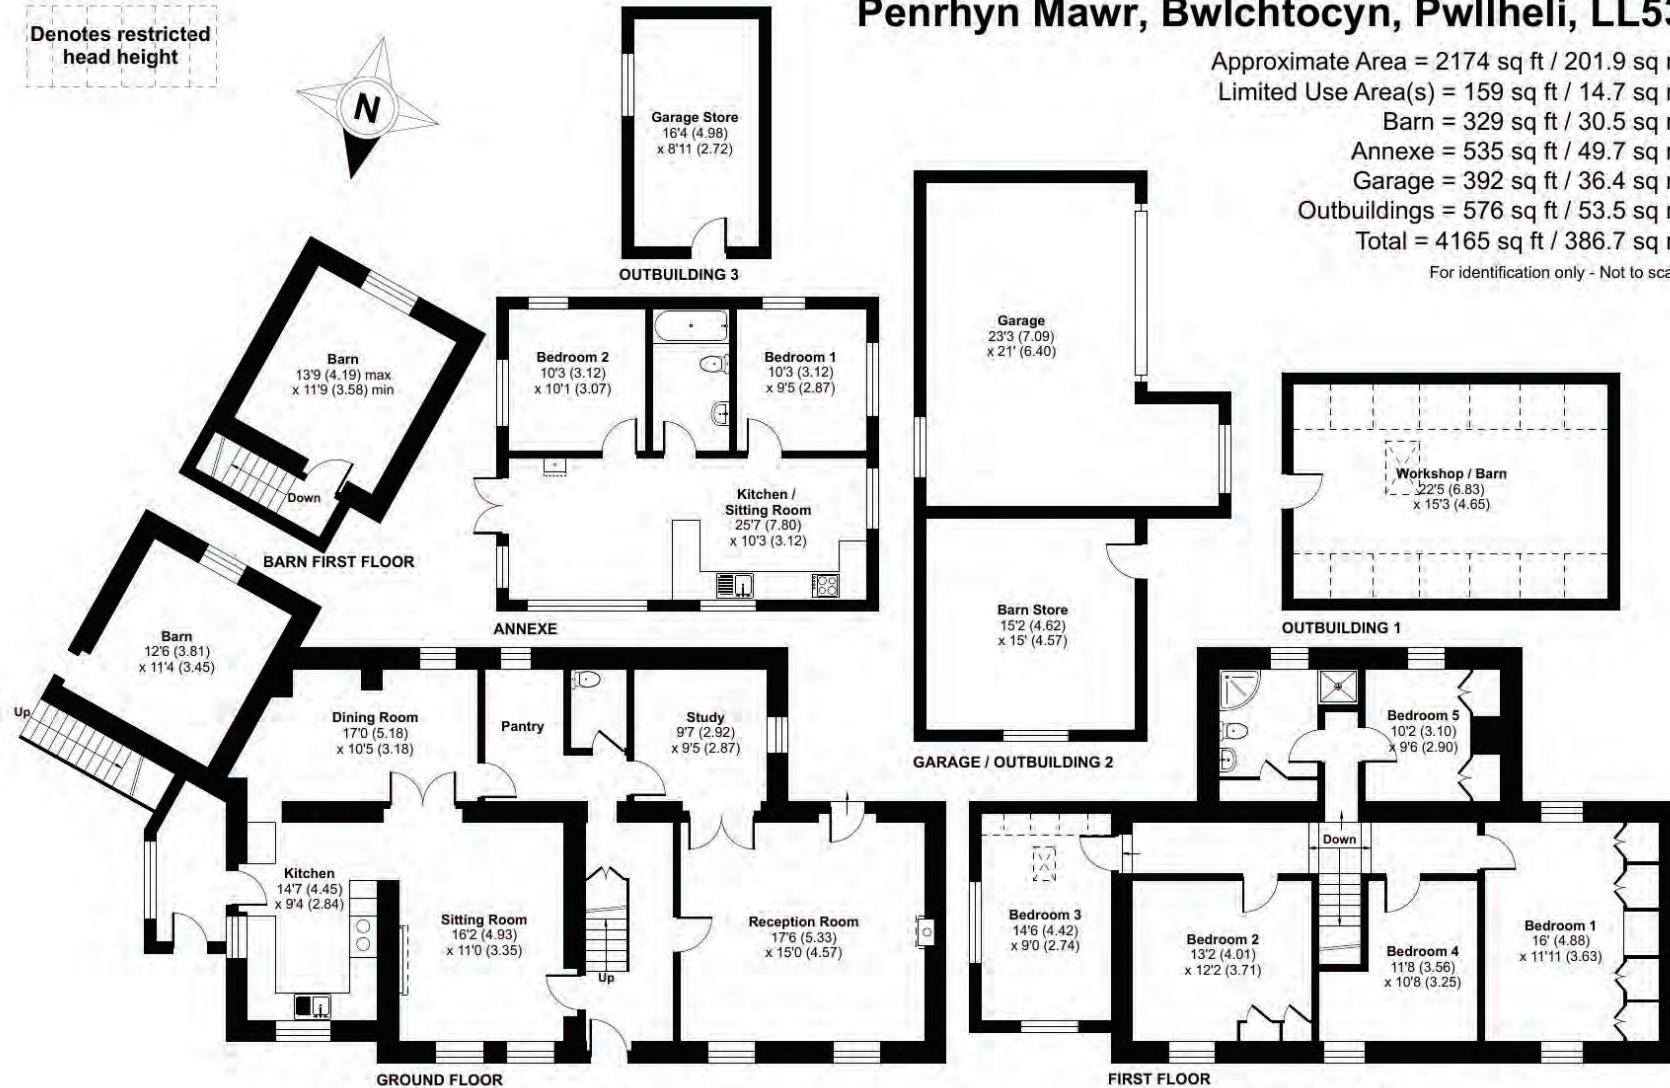 Denotes restricted
head height
N
Penrhyn Mawr, Bwlchtocyn, Pwllheli, LL53
Approximate Area = 2174 sq ft / 201.9 sq
Limited Use Area(s) = 159 sq ft / 14.7 sq
Barn = 329 sq ft / 30.5 sq
Annexe = 535 sq ft / 49.7 sq
Garage = 392 sq ft / 36.4 sq
Outbuildings = 576 sq ft / 53.5 sq
Total = 4165 sq ft / 386.7 sq
For identification only - Not to
Garage Store
16'4 (4.98)
x 8'11 (2.72)
OUTBUILDING 3
Barn
13'9 (4.19) max
x 11'9 (3.58) min
Down
BARN FIRST FLOOR
Bedroom 2
10'3 (3.12)
x 10'1 (3.07)
Bedroom 1
10'3 (3.12)
x 9'5 (2.87)
Kitchen /
Sitting Room
25'7 (7.80)
x 10'3 (3.12)
ANNEXE
Garage
23'3 (7.09)
x 21' (6.40)
Barn Store
15'2 (4.62)
x 15' (4.57)
GARAGE / OUTBUILDING 2
Workshop / Barn
22'5 (6.83)
x 15'3 (4.65)
OUTBUILDING 1
Barn
12'6 (3.81)
x 11'4 (3.45)
Up
Dining Room
17'0 (5.18)
x 10'5 (3.18)
Pantry
Study
9'7 (2.92)
x 9'5 (2.87)
Kitchen
14'7 (4.45)
x 9'4 (2.84)
Sitting Room
16'2 (4.93)
x 11'0 (3.35)
Up
Reception Room
17'6 (5.33)
x 15'0 (4.57)
GROUND FLOOR
Bedroom 5
10'2 (3.10)
x 9'6 (2.90)
Down
Bedroom 3
14'6 (4.42)
x 9'0 (2.74)
Bedroom 2
13'2 (4.01)
x 12'2 (3.71)
Bedroom 4
11'8 (3.56)
x 10'8 (3.25)
Bedroom 1
16' (4.88)
x 11'11 (3.63)
FIRST FLOOR